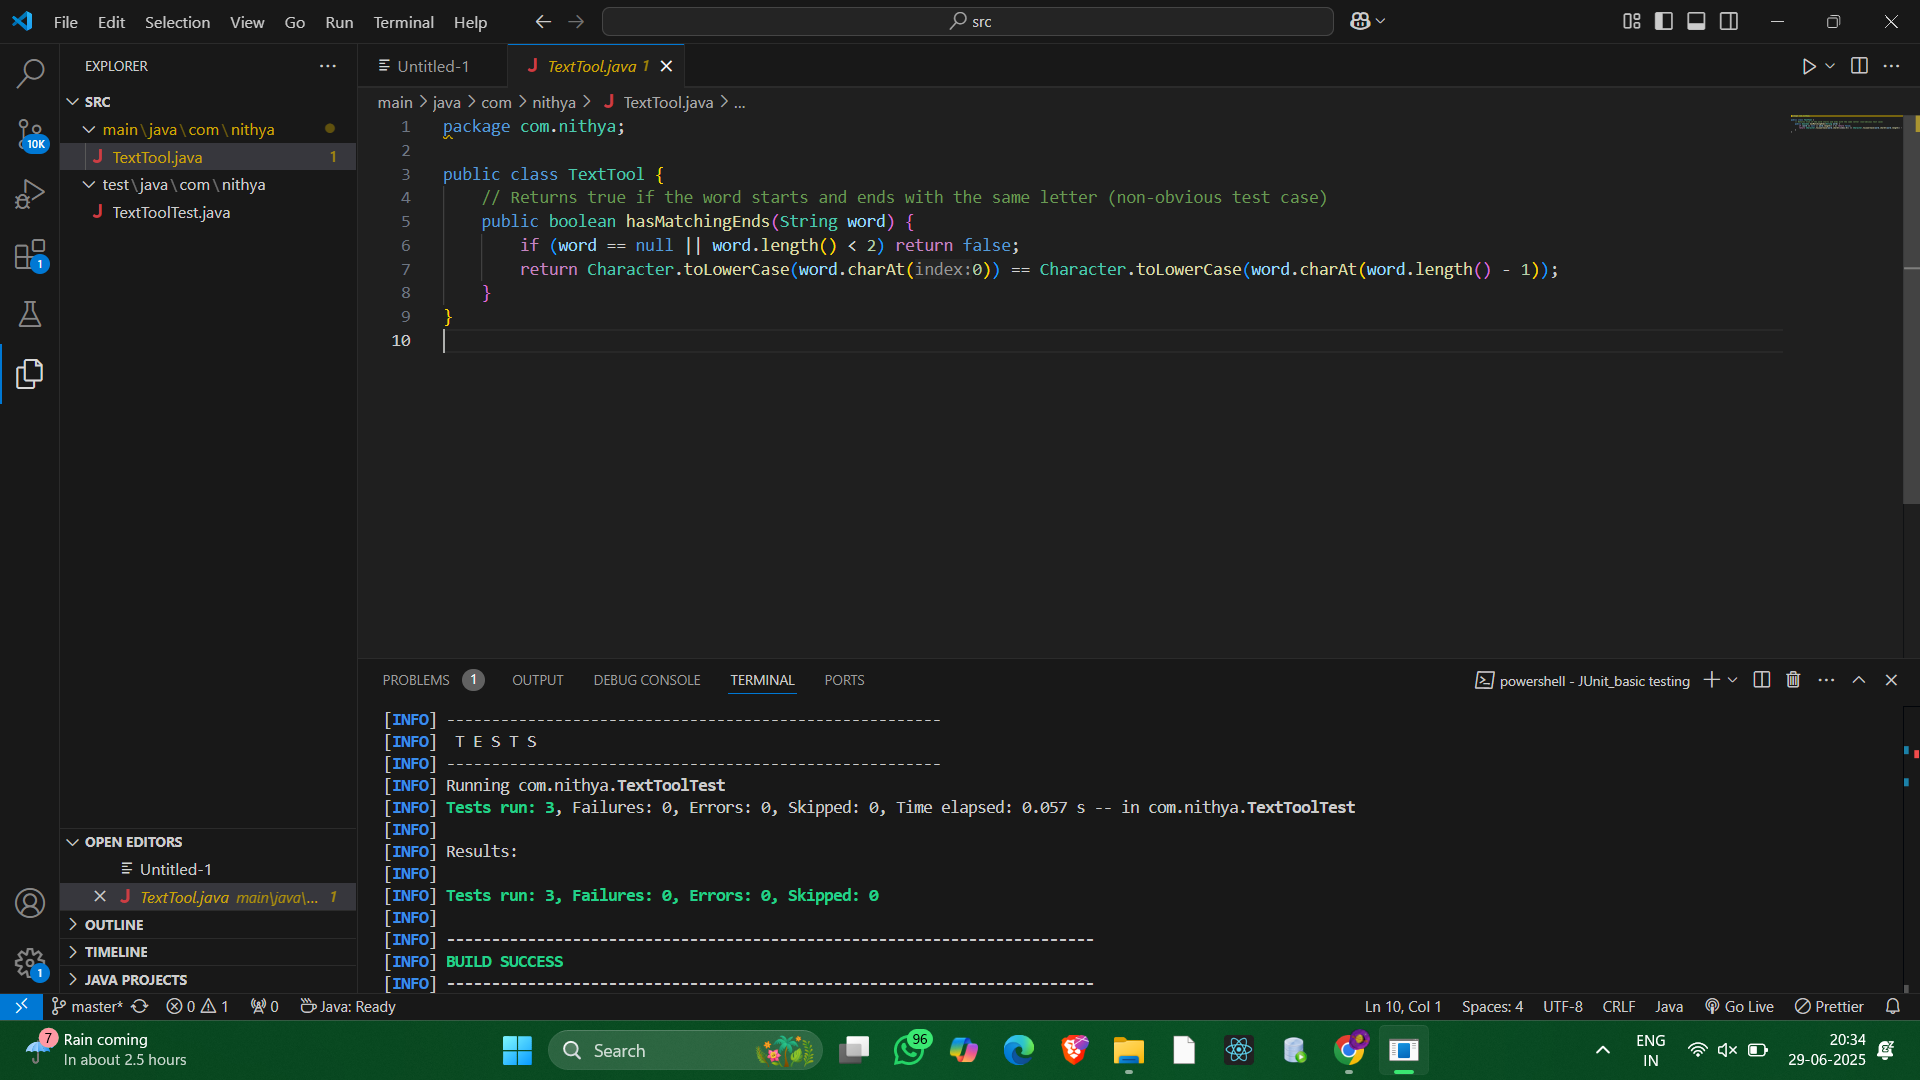 File Edit Selection View Go Run Terminal Help
src
EXPLORER
SRC
main\java\com\nithya
TextTool.java 1
test\java\com\nithya
TextToolTest.java
Untitled-1
TextTool.java 1
main > java > com > nithya > TextTool.java > ...
1 package com.nithya;
2
3 public class TextTool {
4 // Returns true if the word starts and ends with the same letter (non-obvious test case)
5 public boolean hasMatchingEnds(String word) {
6 if (word == null || word.length() < 2) return false;
7 return Character.toLowerCase(word.charAt(index:0)) == Character.toLowerCase(word.charAt(word.length() - 1));
8 }
9 }
10
10K
1
OPEN EDITORS
Untitled-1
TextTool.java main\java\... 1
OUTLINE
TIMELINE
JAVA PROJECTS
1
PROBLEMS 1 OUTPUT DEBUG CONSOLE TERMINAL PORTS
powershell - JUnit_basic testing
[INFO] -------------------------------------------------------
[INFO] T E S T S
[INFO] -------------------------------------------------------
[INFO] Running com.nithya.TextToolTest
[INFO] Tests run: 3, Failures: 0, Errors: 0, Skipped: 0, Time elapsed: 0.057 s -- in com.nithya.TextToolTest
[INFO]
[INFO] Results:
[INFO]
[INFO] Tests run: 3, Failures: 0, Errors: 0, Skipped: 0
[INFO]
[INFO] ------------------------------------------------------------------------
[INFO] BUILD SUCCESS
[INFO] ------------------------------------------------------------------------
master* 0 1 0 Java: Ready
Ln 10, Col 1 Spaces: 4 UTF-8 CRLF Java Go Live Prettier
7
Rain coming
In about 2.5 hours
Search
96
ENG
IN
20:34
29-06-2025